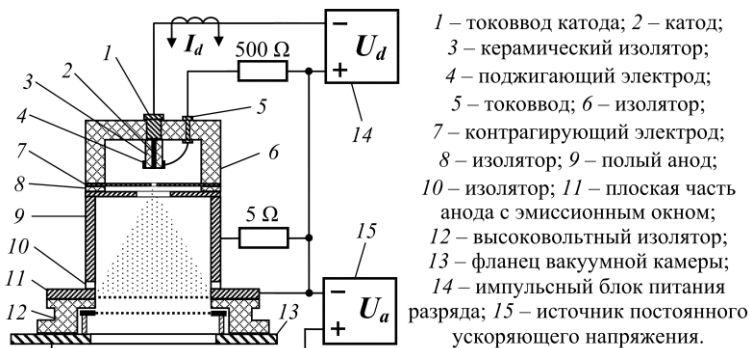 1
I_d
−
U_d
+
500 Ω
2
3
4
5
14
6
7
8
9
5 Ω
15
10
11
−
U_a
+
12
13
1 – токоввод катода; 2 – катод;
3 – керамический изолятор;
4 – поджигающий электрод;
5 – токоввод; 6 – изолятор;
7 – контрагирующий электрод;
8 – изолятор; 9 – полый анод;
10 – изолятор; 11 – плоская часть
анода с эмиссионным окном;
12 – высоковольтный изолятор;
13 – фланец вакуумной камеры;
14 – импульсный блок питания
разряда; 15 – источник постоянного
ускоряющего напряжения.